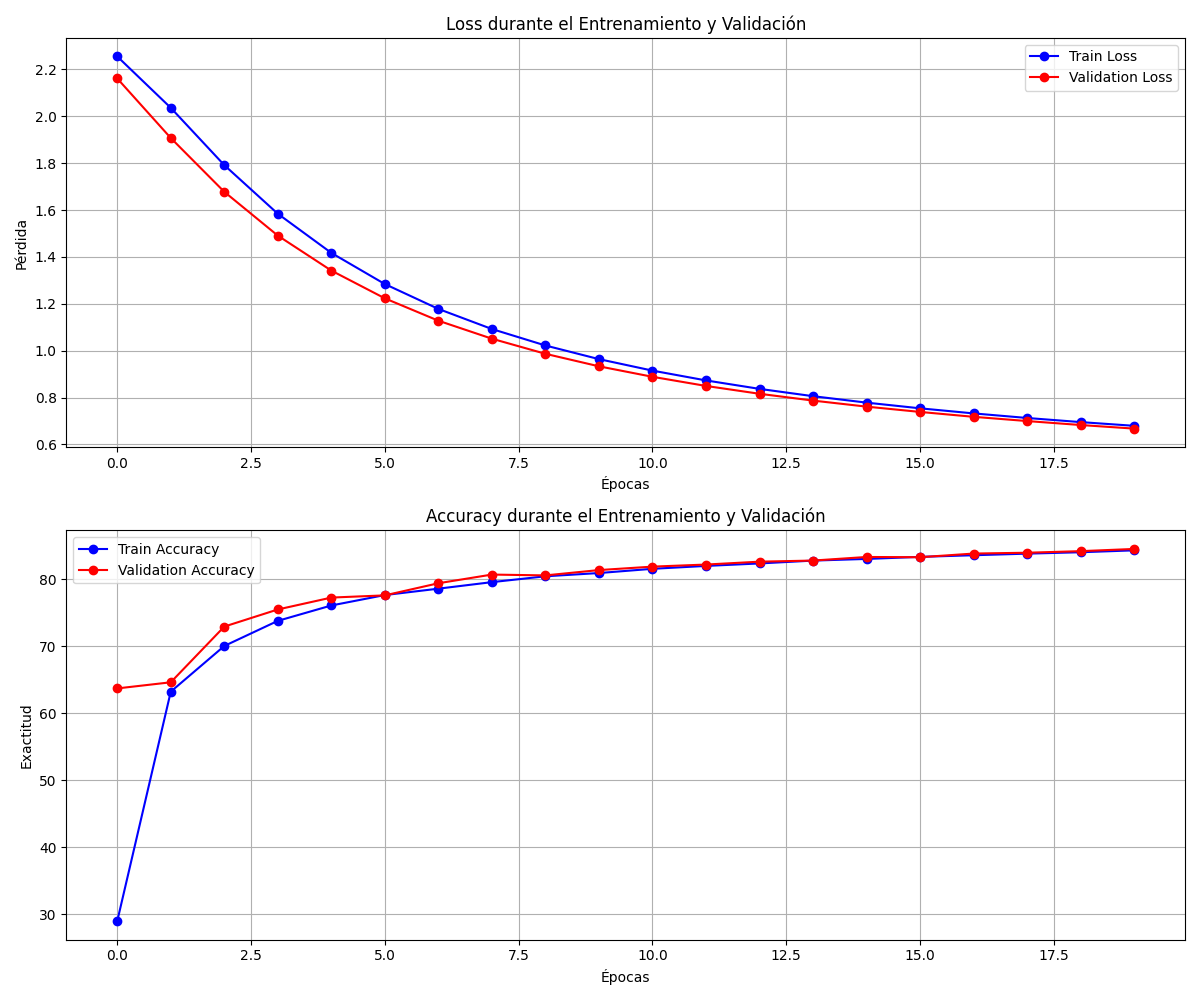 Loss durante el Entrenamiento y Validación
Train Loss
Validation Loss
Pérdida
2.2
2.0
1.8
1.6
1.4
1.2
1.0
0.8
0.6
0.0 2.5 5.0 7.5 10.0 12.5 15.0 17.5
Épocas
Accuracy durante el Entrenamiento y Validación
Train Accuracy
Validation Accuracy
Exactitud
80
70
60
50
40
30
0.0 2.5 5.0 7.5 10.0 12.5 15.0 17.5
Épocas